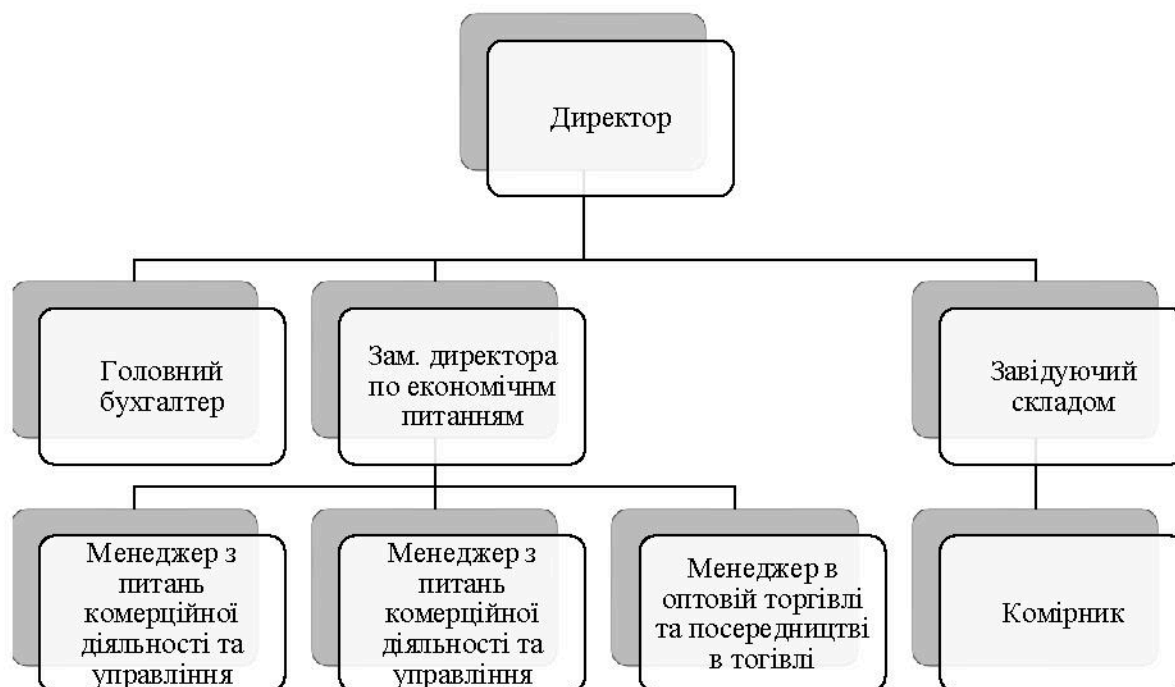 Директор
Головний
бухгалтер
Зам. директора
по економічнм
питанням
Завідуючий
складом
Менеджер з
питань
комерційної
діяльності та
управління
Менеджер з
питань
комерційної
діяльності та
управління
Менеджер в
оптовій торгівлі
та посередництві
в тогівлі
Комірник